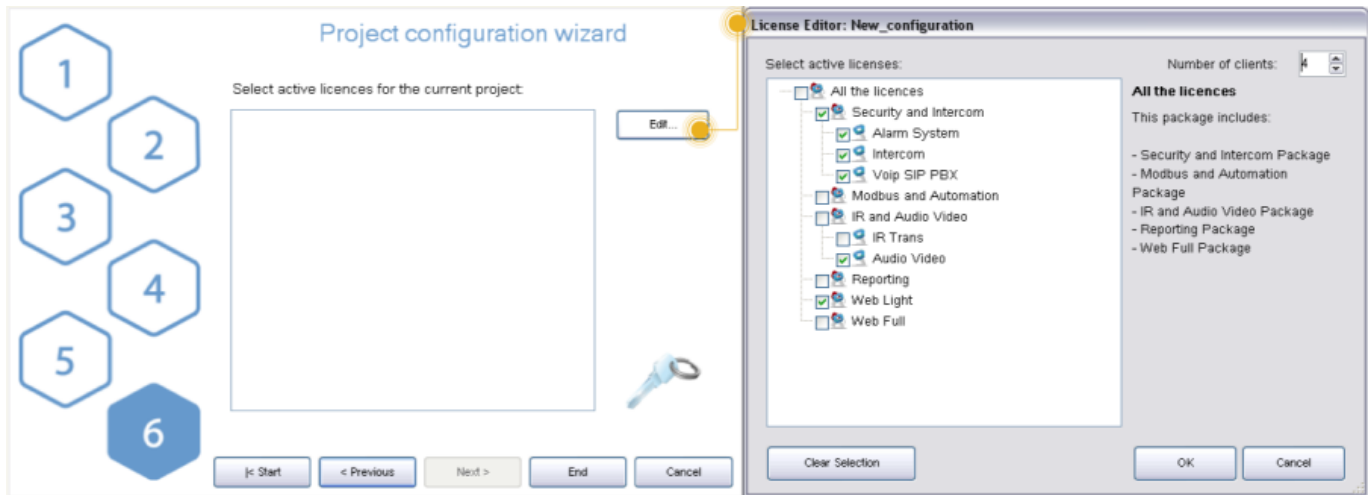 Project configuration wizard
1
2
3
4
5
6
Select active licences for the current project:
Edit...
|< Start
< Previous
Next >
End
Cancel
License Editor: New_configuration
Select active licenses:
Number of clients: 4
All the licences
Security and Intercom
Alarm System
Intercom
Voip SIP PBX
Modbus and Automation
IR and Audio Video
IR Trans
Audio Video
Reporting
Web Light
Web Full
All the licences
This package includes:
- Security and Intercom Package
- Modbus and Automation
Package
- IR and Audio Video Package
- Reporting Package
- Web Full Package
Clear Selection
OK
Cancel